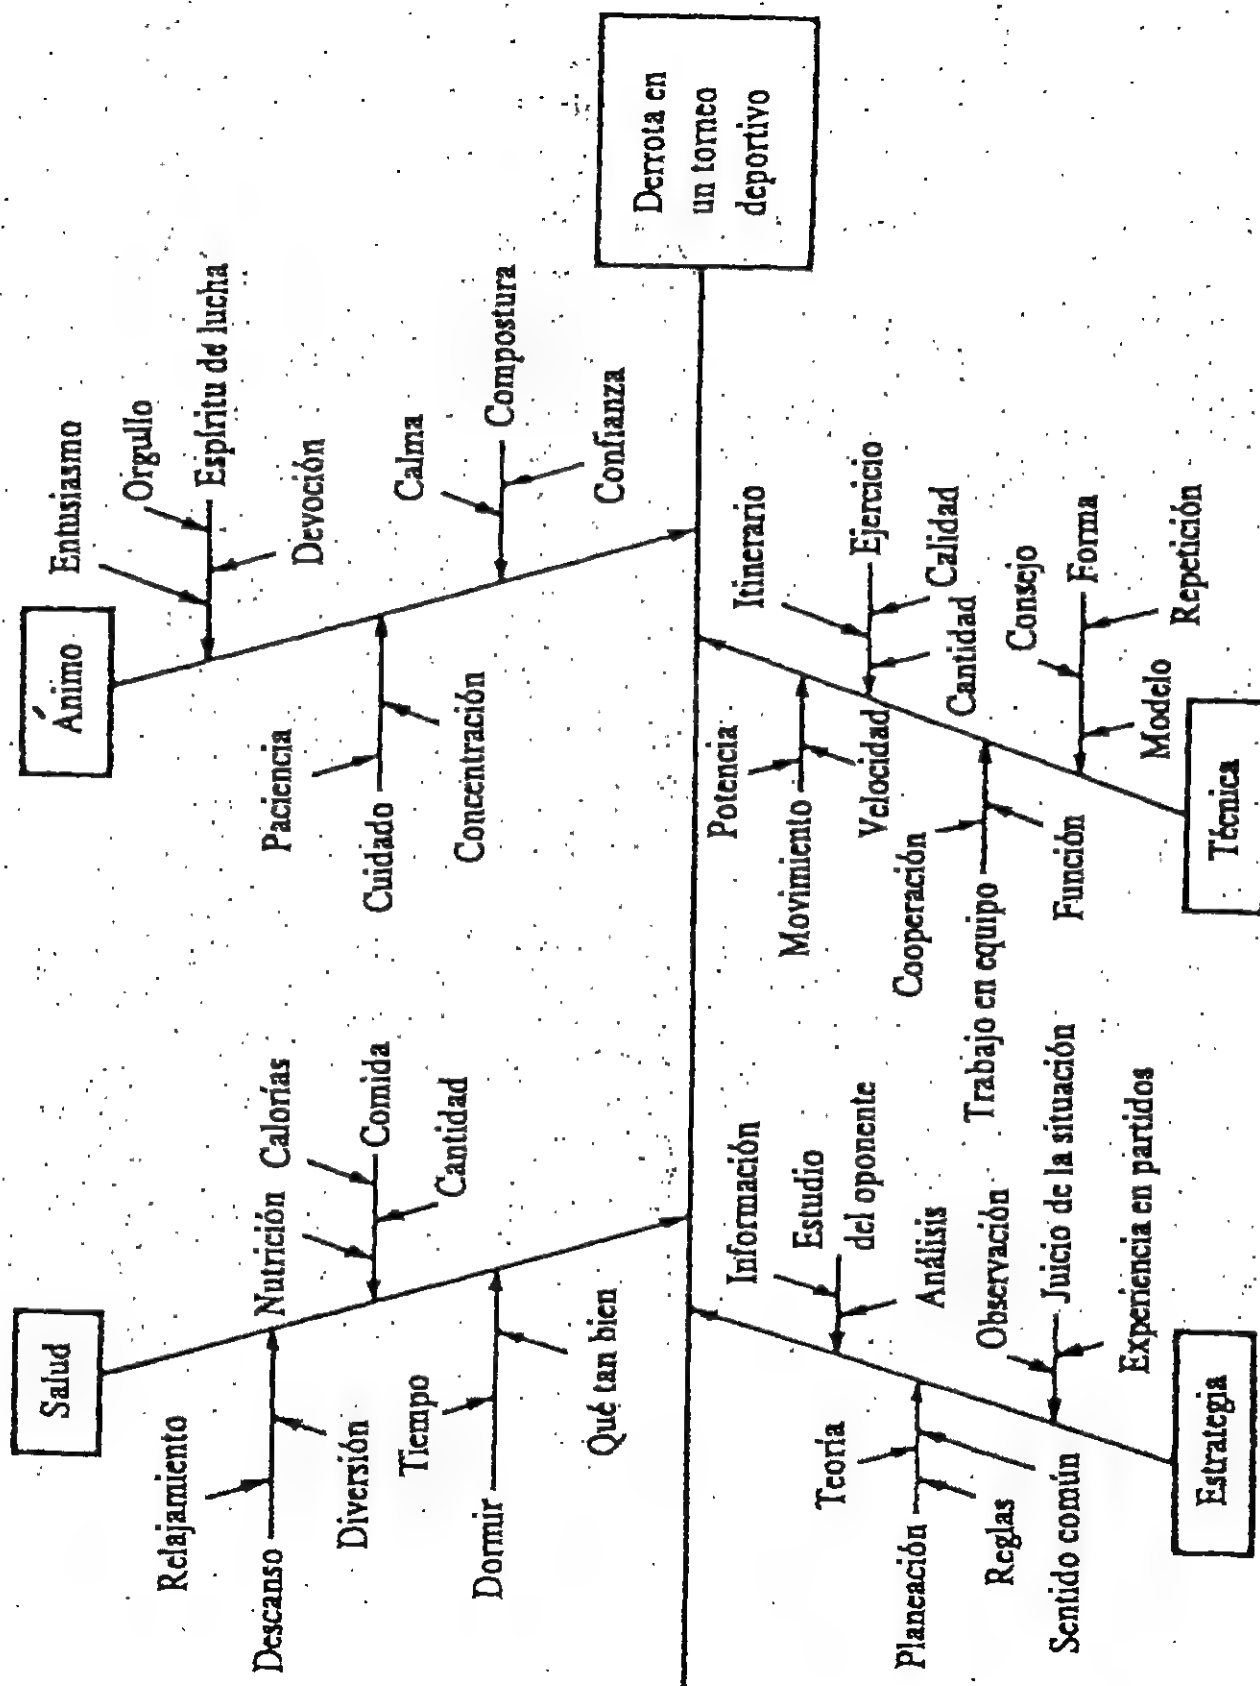 Salud
Relajamiento
Descanso
Diversión
Nutrición
Calorías
Comida
Cantidad
Tiempo
Dormir
Qué tan bien
Ánimo
Entusiasmo
Orgullo
Espíritu de lucha
Devoción
Paciencia
Cuidado
Concentración
Calma
Compostura
Confianza
Derrota en
un torneo
deportivo
Información
Estudio
del oponente
Análisis
Teoría
Planeación
Reglas
Sentido común
Observación
Juicio de la situación
Experiencia en partidos
Estrategia
Potencia
Movimiento
Velocidad
Itinerario
Ejercicio
Calidad
Cantidad
Cooperación
Trabajo en equipo
Función
Consejo
Forma
Repetición
Modelo
Técnica